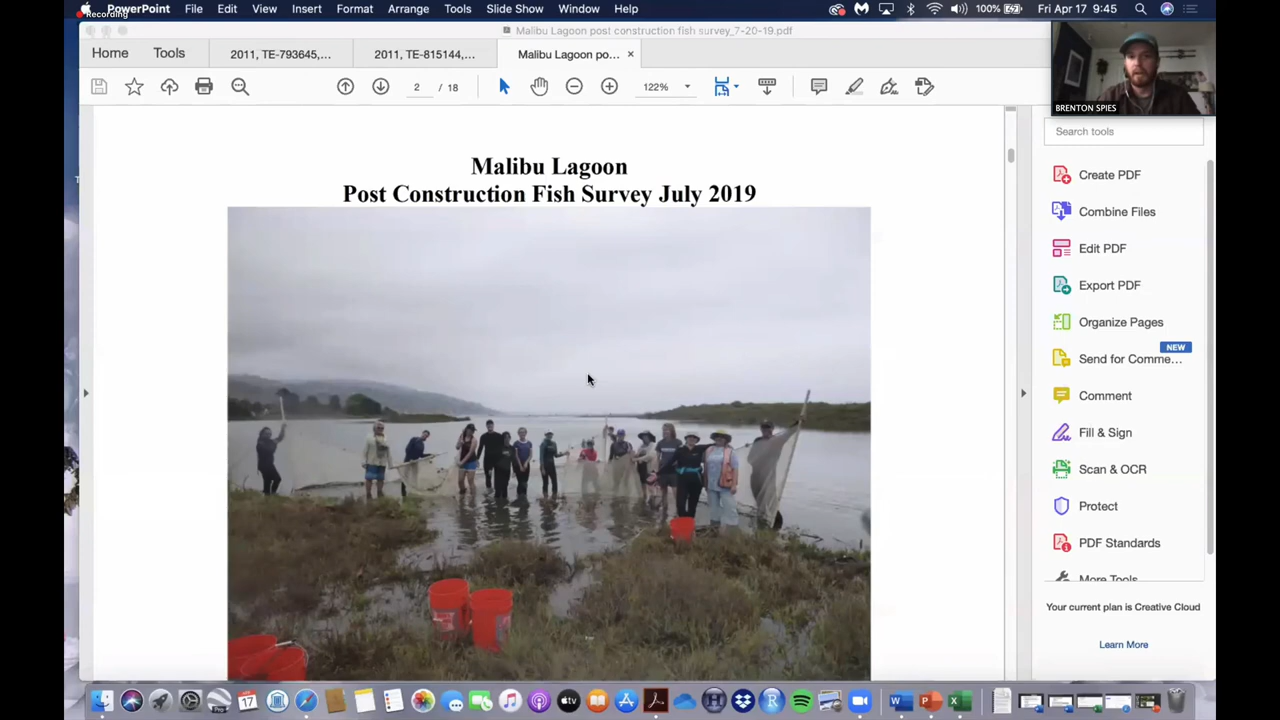 Recording
PowerPoint File Edit View Insert Format Arrange Tools Slide Show Window Help 100% Fri Apr 17 9:45
Malibu Lagoon post construction fish survey_7-20-19.pdf
Home Tools 2011, TE-793645,... 2011, TE-815144,... Malibu Lagoon po... ×
2 / 18 122%
BRENTON SPIES
Search tools
Malibu Lagoon
Post Construction Fish Survey July 2019
Create PDF
Combine Files
Edit PDF
Export PDF
Organize Pages
NEW
Send for Comme...
Comment
Fill & Sign
Scan & OCR
Protect
PDF Standards
More Tools
Your current plan is Creative Cloud
Learn More
17